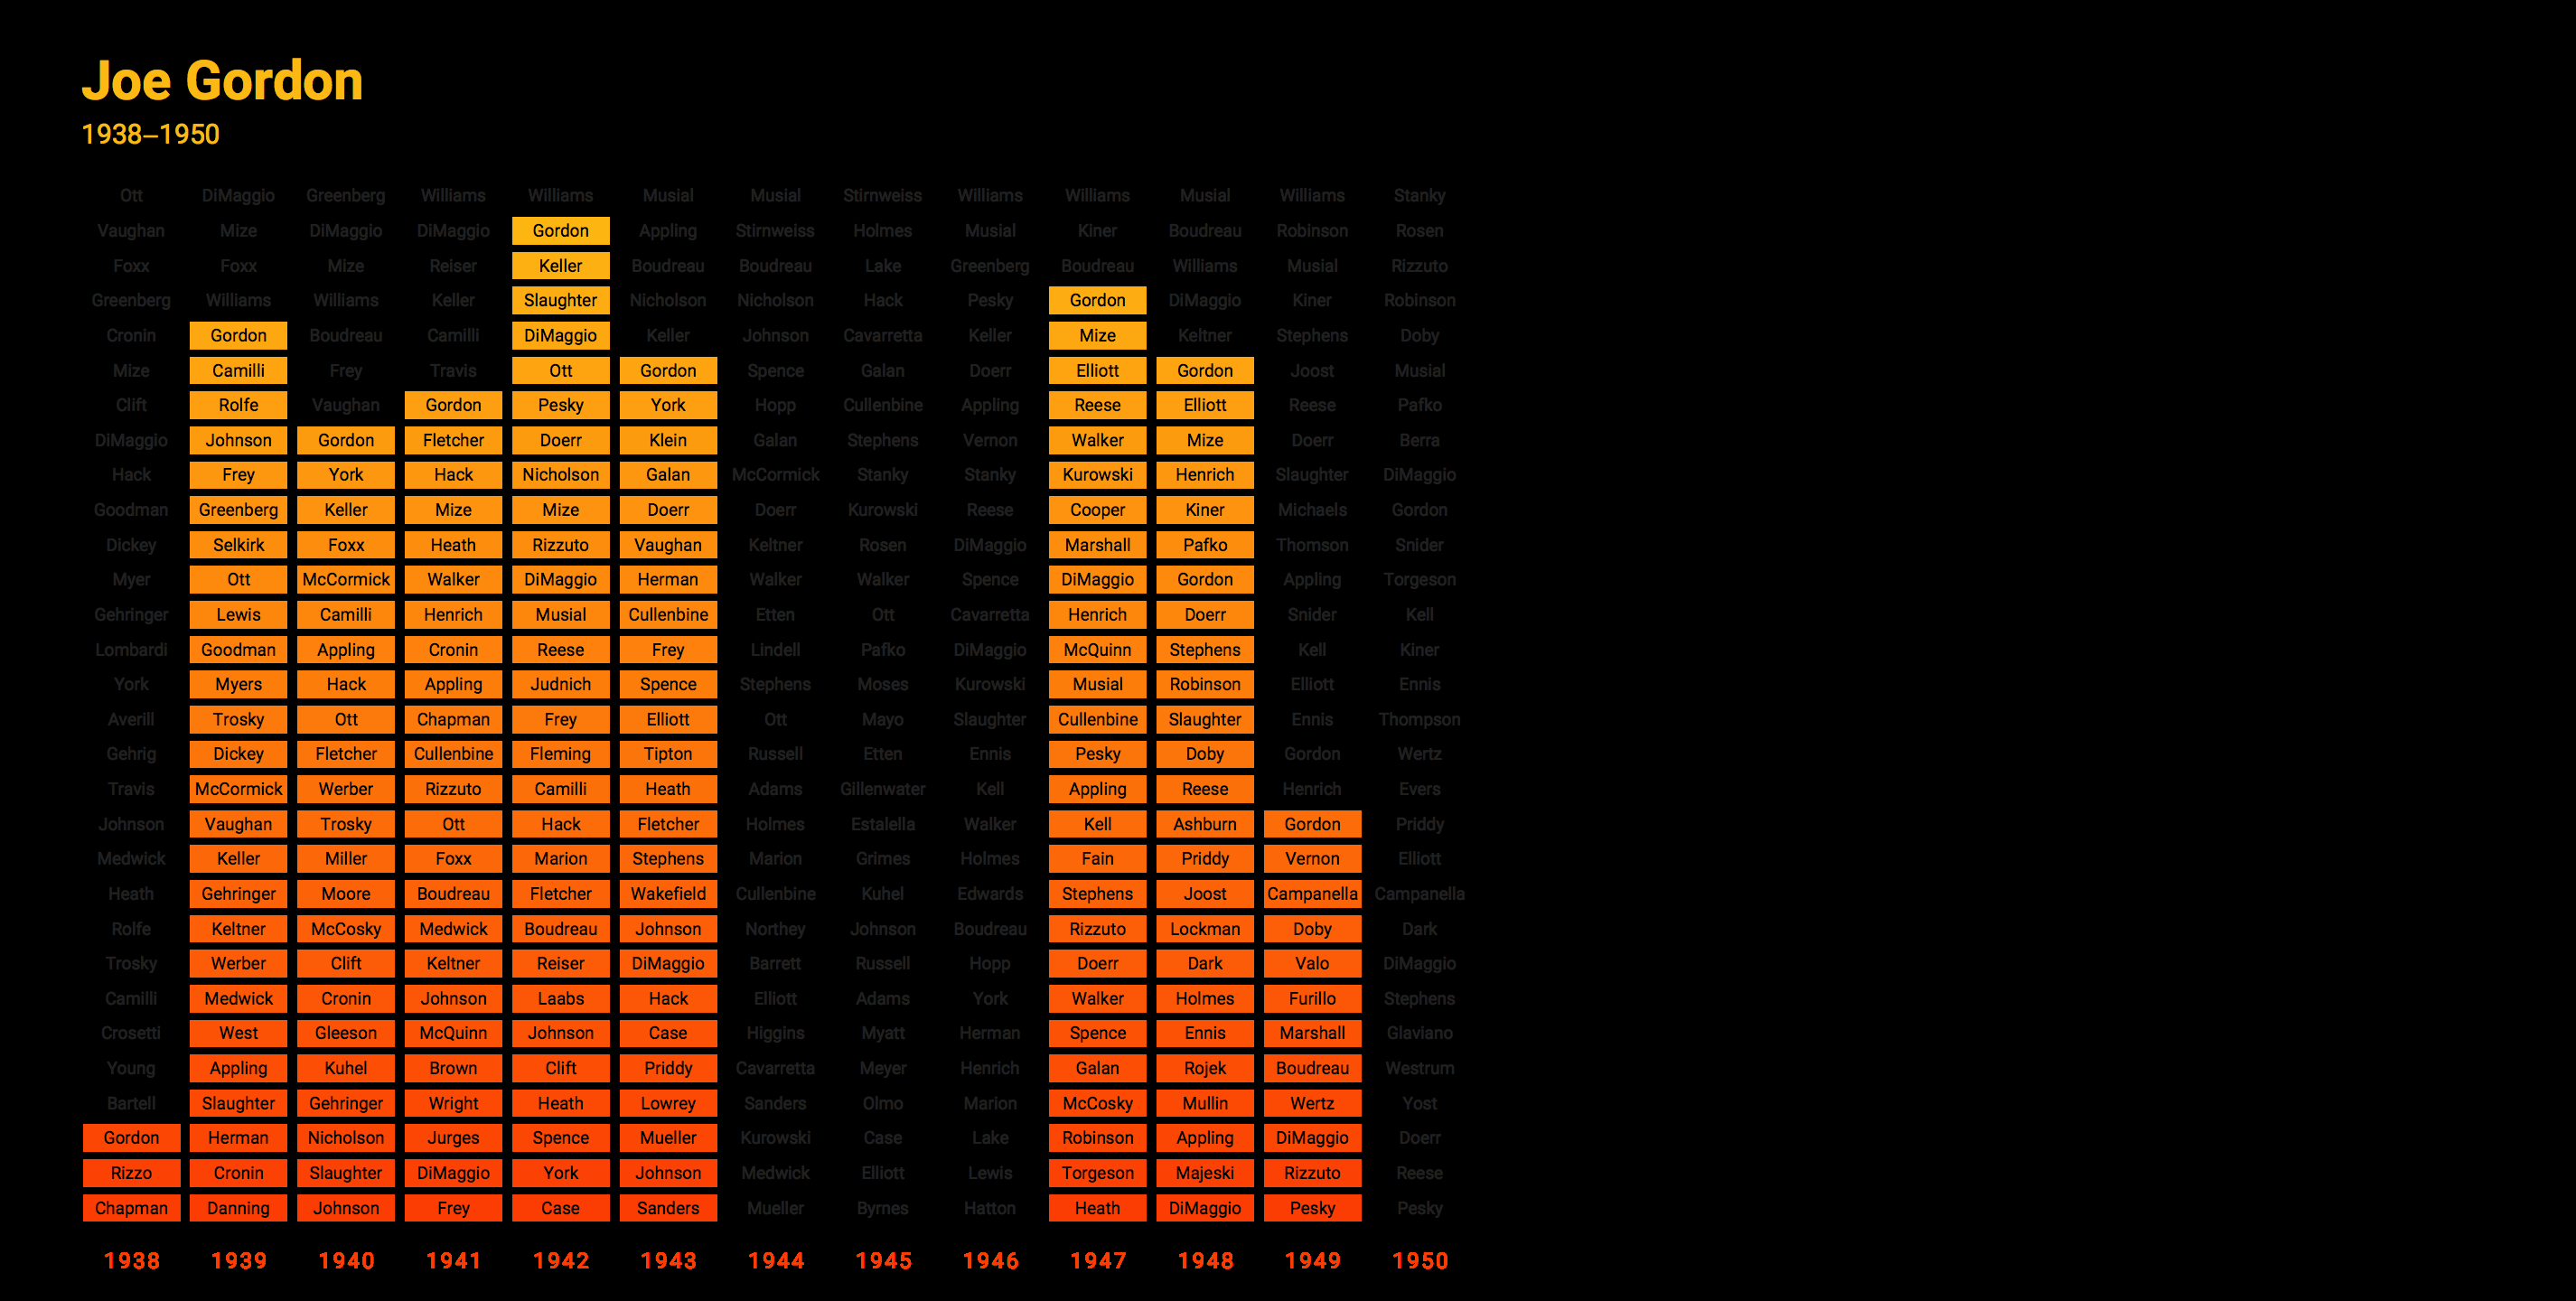 Joe Gordon
1938–1950
Ott DiMaggio Greenberg Williams Williams Musial Musial Stirnweiss Williams Williams Musial Williams Stanky
Vaughan Mize DiMaggio DiMaggio Gordon Appling Stirnweiss Holmes Musial Kiner Boudreau Robinson Rosen
Foxx Foxx Mize Reiser Keller Boudreau Boudreau Lake Greenberg Boudreau Williams Musial Rizzuto
Greenberg Williams Williams Keller Slaughter Nicholson Nicholson Hack Pesky Gordon DiMaggio Kiner Robinson
Cronin Gordon Boudreau Camilli DiMaggio Keller Johnson Cavarretta Keller Mize Keltner Stephens Doby
Mize Camilli Frey Travis Ott Gordon Spence Galan Doerr Elliott Gordon Joost Musial
Clift Rolfe Vaughan Gordon Pesky York Hopp Cullenbine Appling Reese Elliott Reese Pafko
DiMaggio Johnson Gordon Fletcher Doerr Klein Galan Stephens Vernon Walker Mize Doerr Berra
Hack Frey York Hack Nicholson Galan McCormick Stanky Stanky Kurowski Henrich Slaughter DiMaggio
Goodman Greenberg Keller Mize Mize Doerr Doerr Kurowski Reese Cooper Kiner Michaels Gordon
Dickey Selkirk Foxx Heath Rizzuto Vaughan Keltner Rosen DiMaggio Marshall Pafko Thomson Snider
Myer Ott McCormick Walker DiMaggio Herman Walker Walker Spence DiMaggio Gordon Appling Torgeson
Gehringer Lewis Camilli Henrich Musial Cullenbine Etten Ott Cavarretta Henrich Doerr Snider Kell
Lombardi Goodman Appling Cronin Reese Frey Lindell Pafko DiMaggio McQuinn Stephens Kell Kiner
York Myers Hack Appling Judnich Spence Stephens Moses Kurowski Musial Robinson Elliott Ennis
Averill Trosky Ott Chapman Frey Elliott Ott Mayo Slaughter Cullenbine Slaughter Ennis Thompson
Gehrig Dickey Fletcher Cullenbine Fleming Tipton Russell Etten Ennis Pesky Doby Gordon Wertz
Travis McCormick Werber Rizzuto Camilli Heath Adams Gillenwater Kell Appling Reese Henrich Evers
Johnson Vaughan Trosky Ott Hack Fletcher Holmes Estalella Walker Kell Ashburn Gordon Priddy
Medwick Keller Miller Foxx Marion Stephens Marion Grimes Holmes Fain Priddy Vernon Elliott
Heath Gehringer Moore Boudreau Fletcher Wakefield Cullenbine Kuhel Edwards Stephens Joost Campanella Campanella
Rolfe Keltner McCosky Medwick Boudreau Johnson Northey Johnson Boudreau Rizzuto Lockman Doby Dark
Trosky Werber Clift Keltner Reiser DiMaggio Barrett Russell Hopp Doerr Dark Valo DiMaggio
Camilli Medwick Cronin Johnson Laabs Hack Elliott Adams York Walker Holmes Furillo Stephens
Crosetti West Gleeson McQuinn Johnson Case Higgins Myatt Herman Spence Ennis Marshall Glaviano
Young Appling Kuhel Brown Clift Priddy Cavarretta Meyer Henrich Galan Rojek Boudreau Westrum
Bartell Slaughter Gehringer Wright Heath Lowrey Sanders Olmo Marion McCosky Mullin Wertz Yost
Gordon Herman Nicholson Jurges Spence Mueller Kurowski Case Lake Robinson Appling DiMaggio Doerr
Rizzo Cronin Slaughter DiMaggio York Johnson Medwick Elliott Lewis Torgeson Majeski Rizzuto Reese
Chapman Danning Johnson Frey Case Sanders Mueller Byrnes Hatton Heath DiMaggio Pesky Pesky
1938 1939 1940 1941 1942 1943 1944 1945 1946 1947 1948 1949 1950